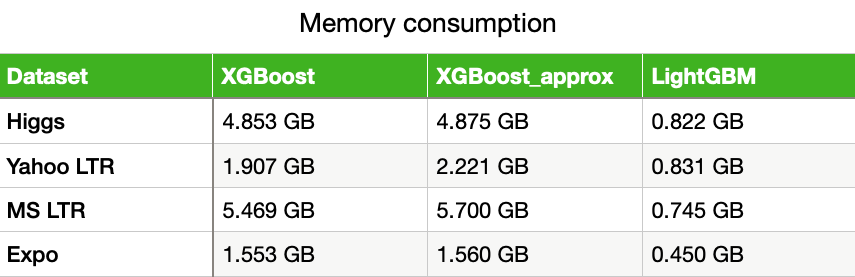 Memory consumption
Dataset XGBoost XGBoost_approx LightGBM
Higgs 4.853 GB 4.875 GB 0.822 GB
Yahoo LTR 1.907 GB 2.221 GB 0.831 GB
MS LTR 5.469 GB 5.700 GB 0.745 GB
Expo 1.553 GB 1.560 GB 0.450 GB